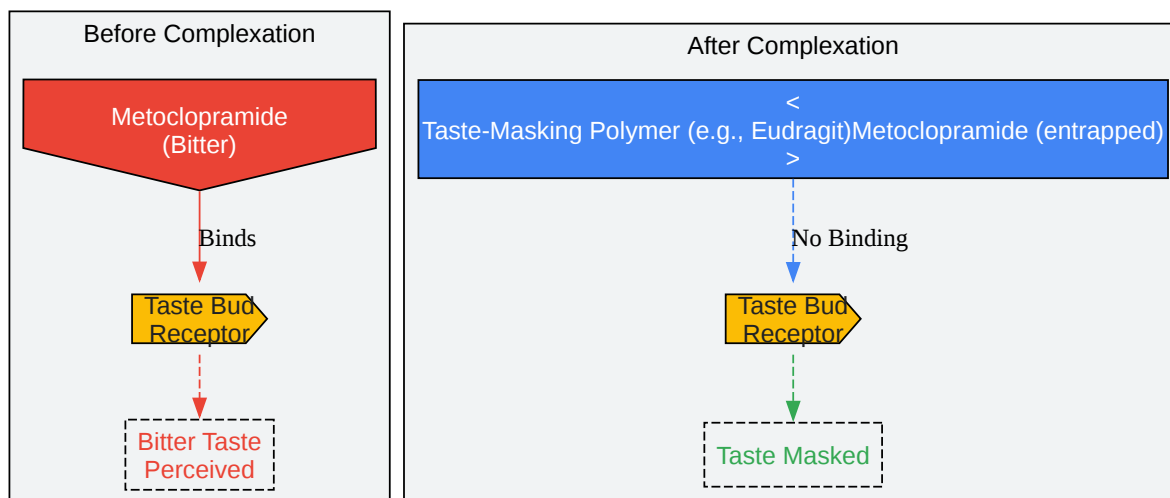 Before Complexation
Metoclopramide
(Bitter)
Binds
Taste Bud
Receptor
Bitter Taste
Perceived
After Complexation
<
Taste-Masking Polymer (e.g., Eudragit)Metoclopramide (entrapped)
>
No Binding
Taste Bud
Receptor
Taste Masked